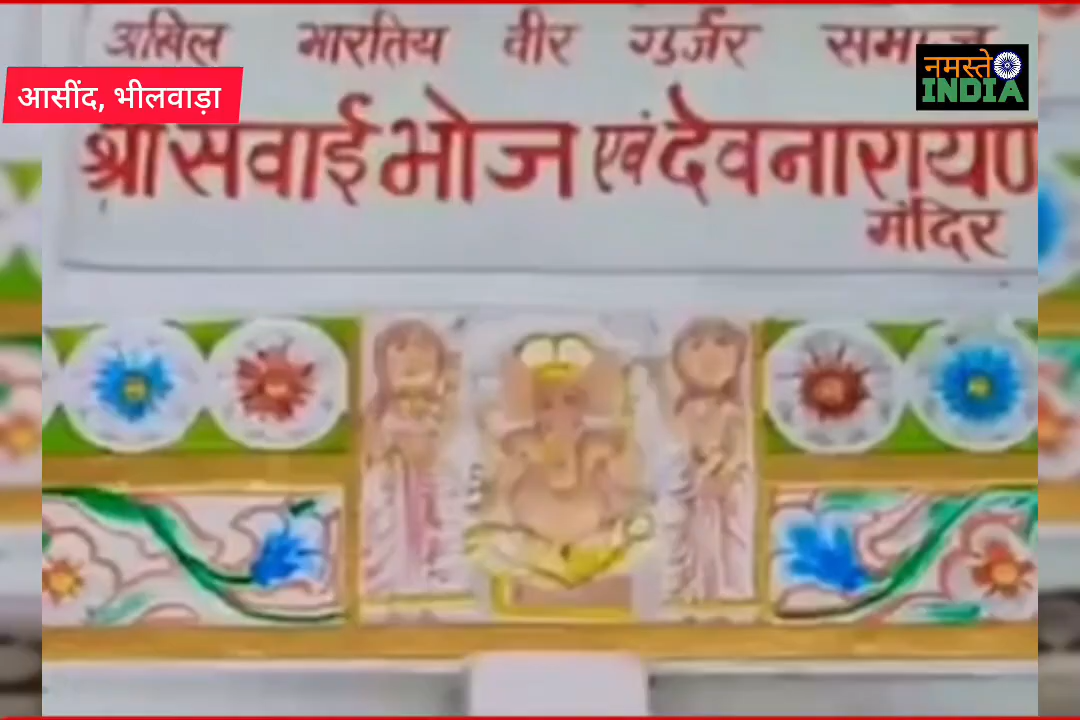 अखिल भारतिय वीर गुर्जर समाज
नमस्ते
INDIA
आसींद, भीलवाड़ा
श्री सवाई भोज एवं देवनारायण
मंदिर